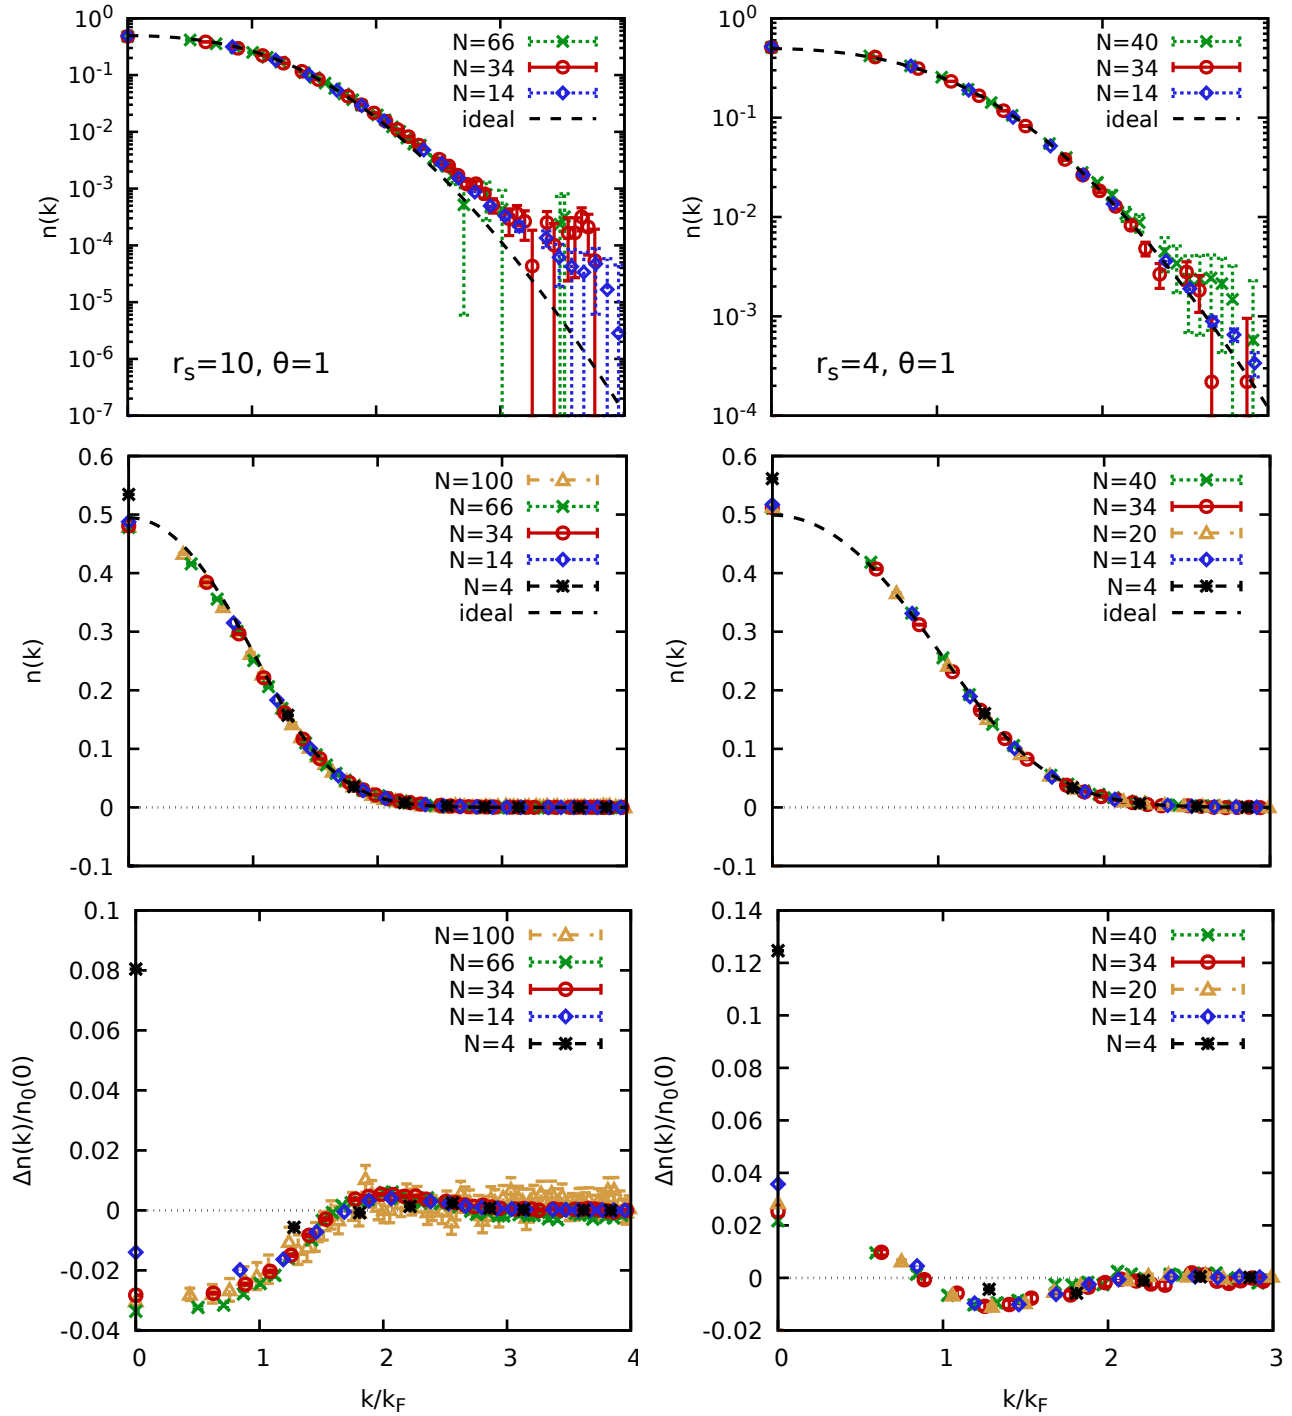 10^0
10^-1
10^-2
10^-3
10^-4
10^-5
10^-6
10^-7
n(k)
N=66
N=34
N=14
ideal
r_s=10, θ=1
10^0
10^-1
10^-2
10^-3
10^-4
n(k)
N=40
N=34
N=14
ideal
r_s=4, θ=1
0.6
0.5
0.4
0.3
0.2
0.1
0
-0.1
n(k)
N=100
N=66
N=34
N=14
N=4
ideal
0.6
0.5
0.4
0.3
0.2
0.1
0
-0.1
n(k)
N=40
N=34
N=20
N=14
N=4
ideal
0.1
0.08
0.06
0.04
0.02
0
-0.02
-0.04
Δn(k)/n_0(0)
N=100
N=66
N=34
N=14
N=4
0 1 2 3 4
k/k_F
0.14
0.12
0.1
0.08
0.06
0.04
0.02
0
-0.02
Δn(k)/n_0(0)
N=40
N=34
N=20
N=14
N=4
0 1 2 3
k/k_F